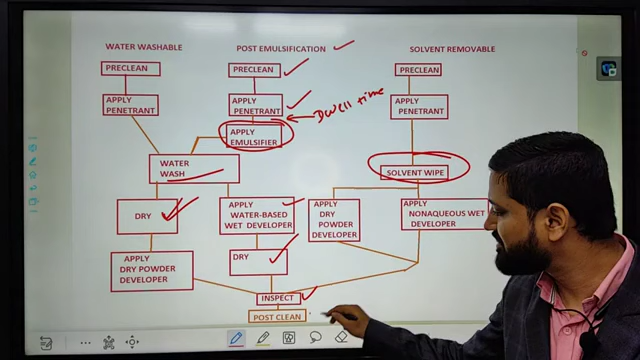 WATER WASHABLE
POST EMULSIFICATION
SOLVENT REMOVABLE
PRECLEAN
PRECLEAN
PRECLEAN
APPLY
PENETRANT
APPLY
PENETRANT
APPLY
PENETRANT
Dwell time
APPLY
EMULSIFIER
WATER
WASH
SOLVENT WIPE
DRY
APPLY
WATER-BASED
WET DEVELOPER
APPLY
DRY
POWDER
DEVELOPER
APPLY
NONAQUEOUS WET
DEVELOPER
APPLY
DRY POWDER
DEVELOPER
DRY
INSPECT
POST CLEAN